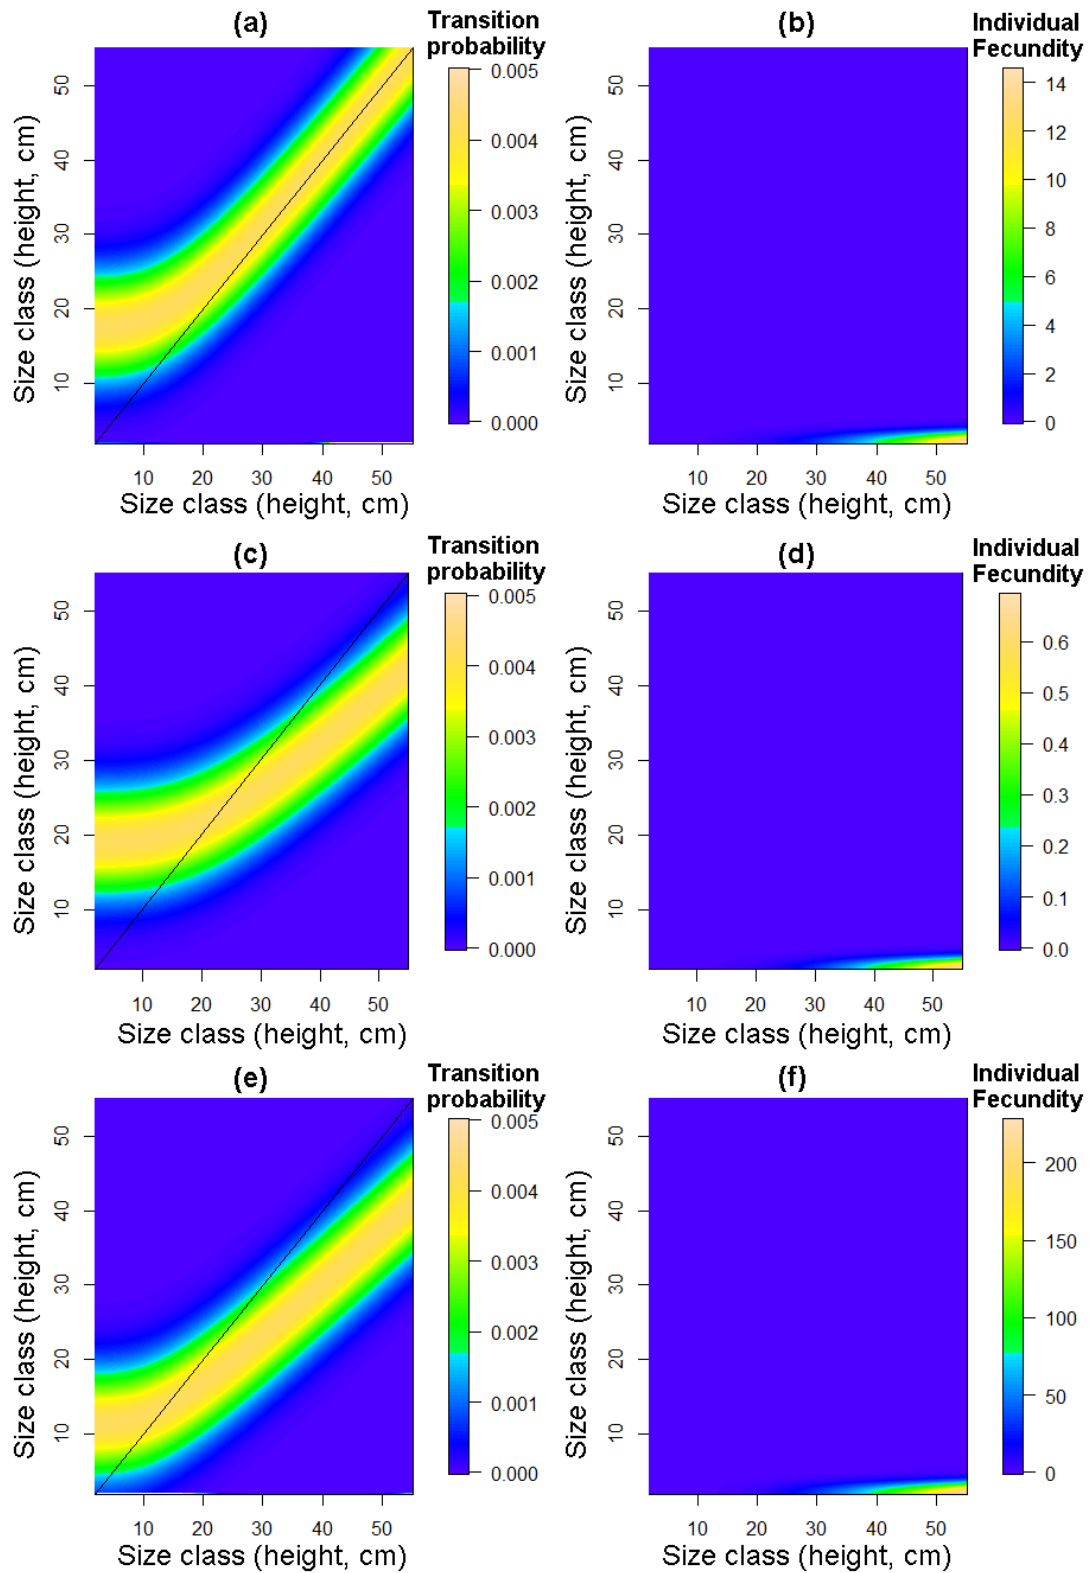 (a)
Transition
probability
0.005
0.004
0.003
0.002
0.001
0.000
50
40
30
20
10
Size class (height, cm)
10 20 30 40 50
Size class (height, cm)
(b)
Individual
Fecundity
14
12
10
8
6
4
2
0
50
40
30
20
10
Size class (height, cm)
10 20 30 40 50
Size class (height, cm)
(c)
Transition
probability
0.005
0.004
0.003
0.002
0.001
0.000
50
40
30
20
10
Size class (height, cm)
10 20 30 40 50
Size class (height, cm)
(d)
Individual
Fecundity
0.6
0.5
0.4
0.3
0.2
0.1
0.0
50
40
30
20
10
Size class (height, cm)
10 20 30 40 50
Size class (height, cm)
(e)
Transition
probability
0.005
0.004
0.003
0.002
0.001
0.000
50
40
30
20
10
Size class (height, cm)
10 20 30 40 50
Size class (height, cm)
(f)
Individual
Fecundity
200
150
100
50
0
50
40
30
20
10
Size class (height, cm)
10 20 30 40 50
Size class (height, cm)